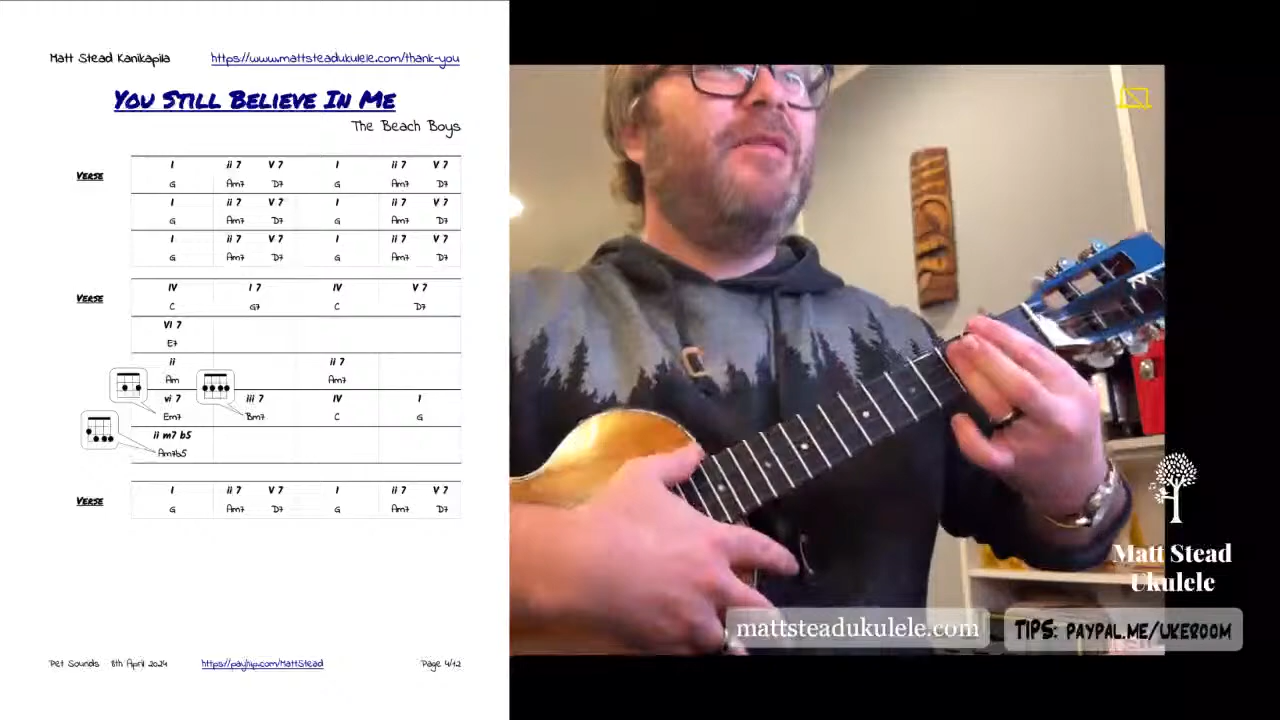 Matt Stead Kanikapila https://www.mattsteadukulele.com/thank-you
You Still Believe In Me
The Beach Boys
Verse
I ii 7 V 7 I ii 7 V 7
G Am7 D7 G Am7 D7
I ii 7 V 7 I ii 7 V 7
G Am7 D7 G Am7 D7
I ii 7 V 7 I ii 7 V 7
G Am7 D7 G Am7 D7
Verse
IV I 7 IV V 7
C G7 C D7
VI 7
E7
ii ii 7
Am Am7
vi 7 iii 7 IV I
Em7 Bm7 C G
ii m7 b5
Am7b5
Verse
I ii 7 V 7 I ii 7 V 7
G Am7 D7 G Am7 D7
Pet Sounds 8th April 2024 https://payhip.com/MattStead Page 4/12
Matt Stead
Ukulele
mattsteadukulele.com
TIPS: PAYPAL.ME/UKEROOM